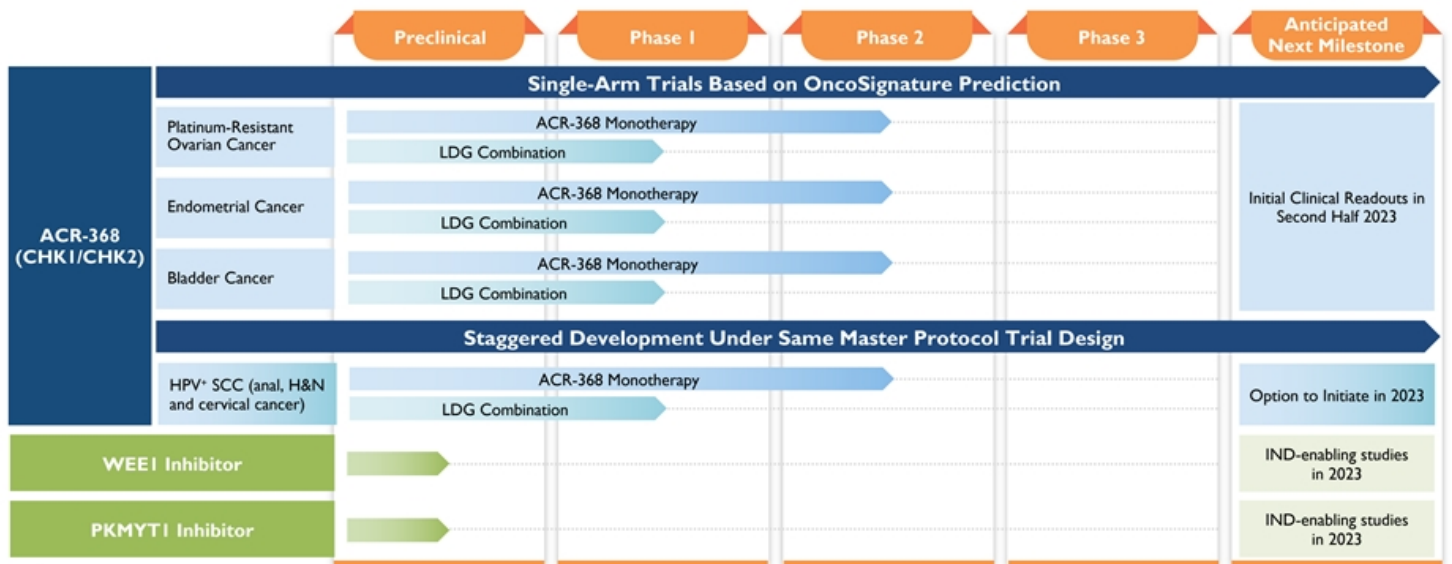 Preclinical
Phase 1
Phase 2
Phase 3
Anticipated
Next Milestone
ACR-368
(CHK1/CHK2)
Single-Arm Trials Based on OncoSignature Prediction
Platinum-Resistant
Ovarian Cancer
ACR-368 Monotherapy
LDG Combination
Endometrial Cancer
ACR-368 Monotherapy
LDG Combination
Bladder Cancer
ACR-368 Monotherapy
LDG Combination
Initial Clinical Readouts in
Second Half 2023
Staggered Development Under Same Master Protocol Trial Design
HPV⁺ SCC (anal, H&N
and cervical cancer)
ACR-368 Monotherapy
LDG Combination
Option to Initiate in 2023
WEE1 Inhibitor
IND-enabling studies
in 2023
PKMYT1 Inhibitor
IND-enabling studies
in 2023